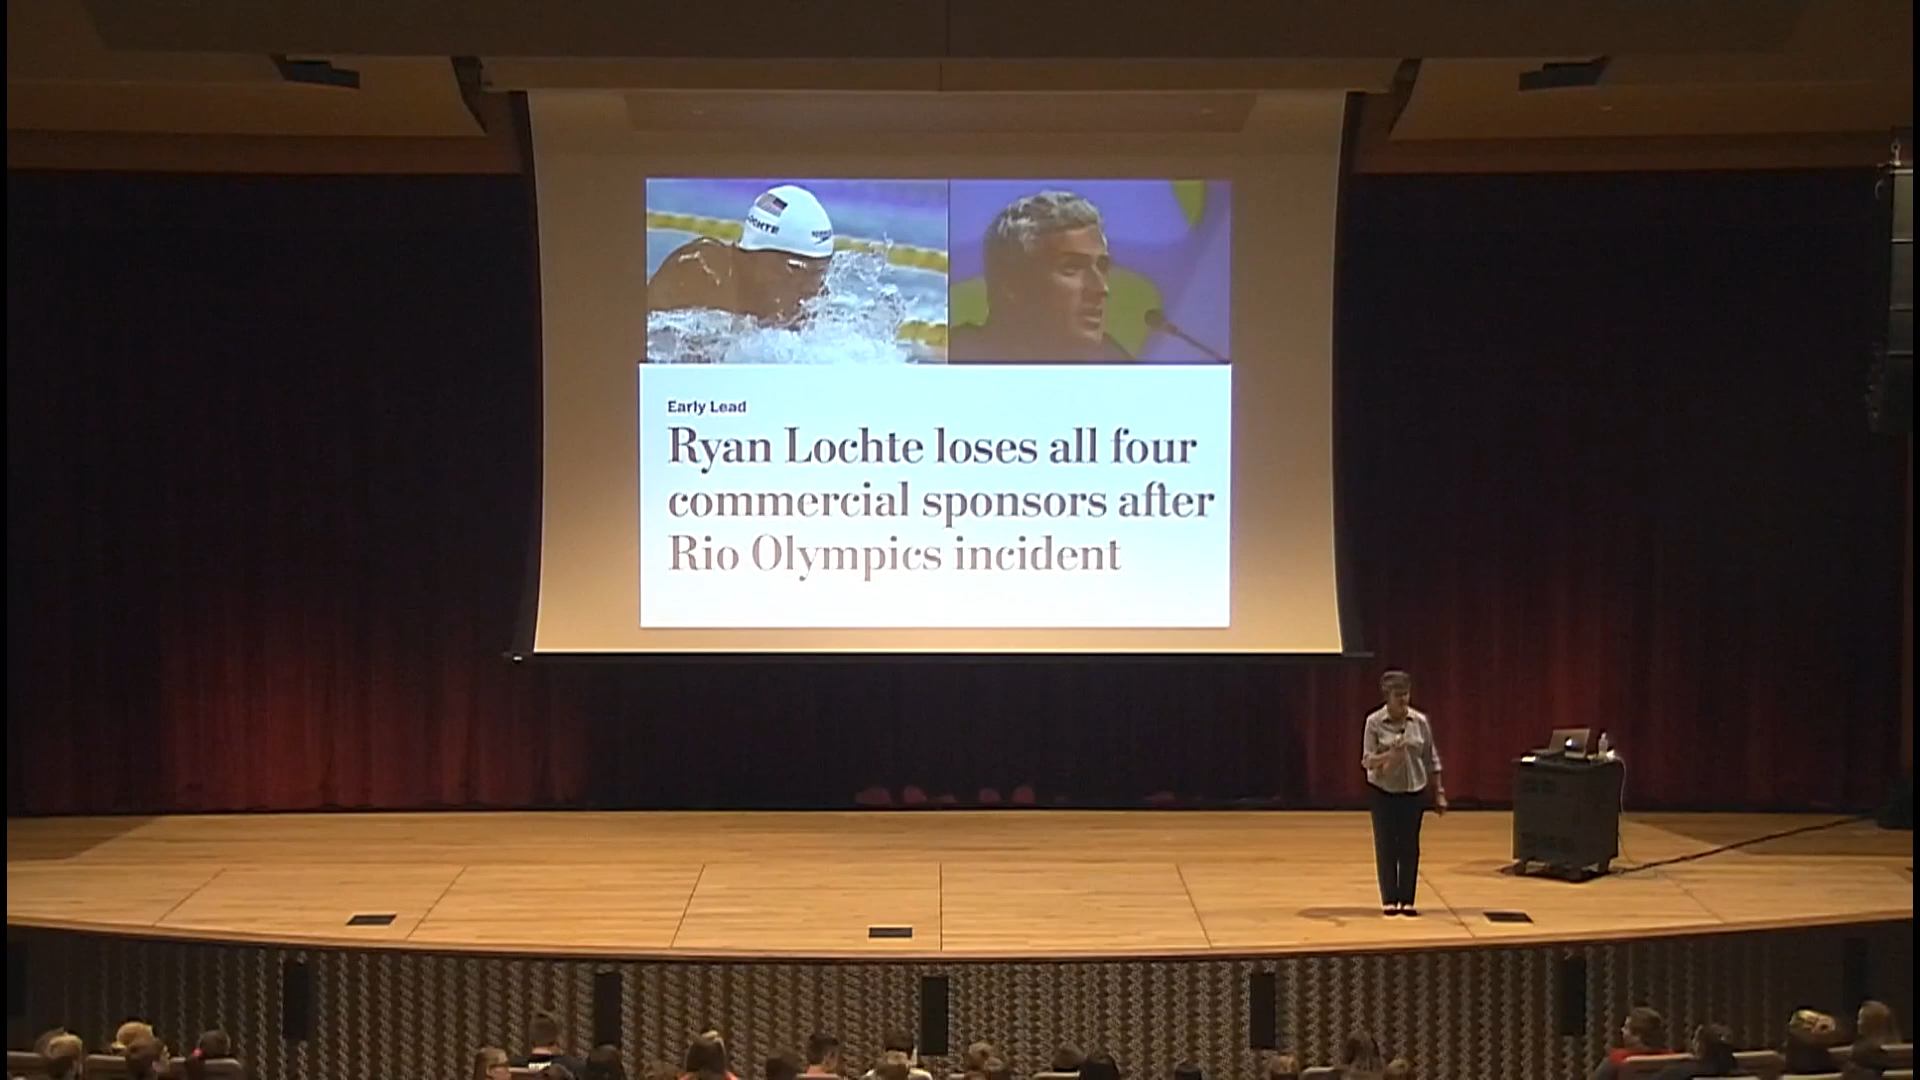 Early Lead
Ryan Lochte loses all four
commercial sponsors after
Rio Olympics incident